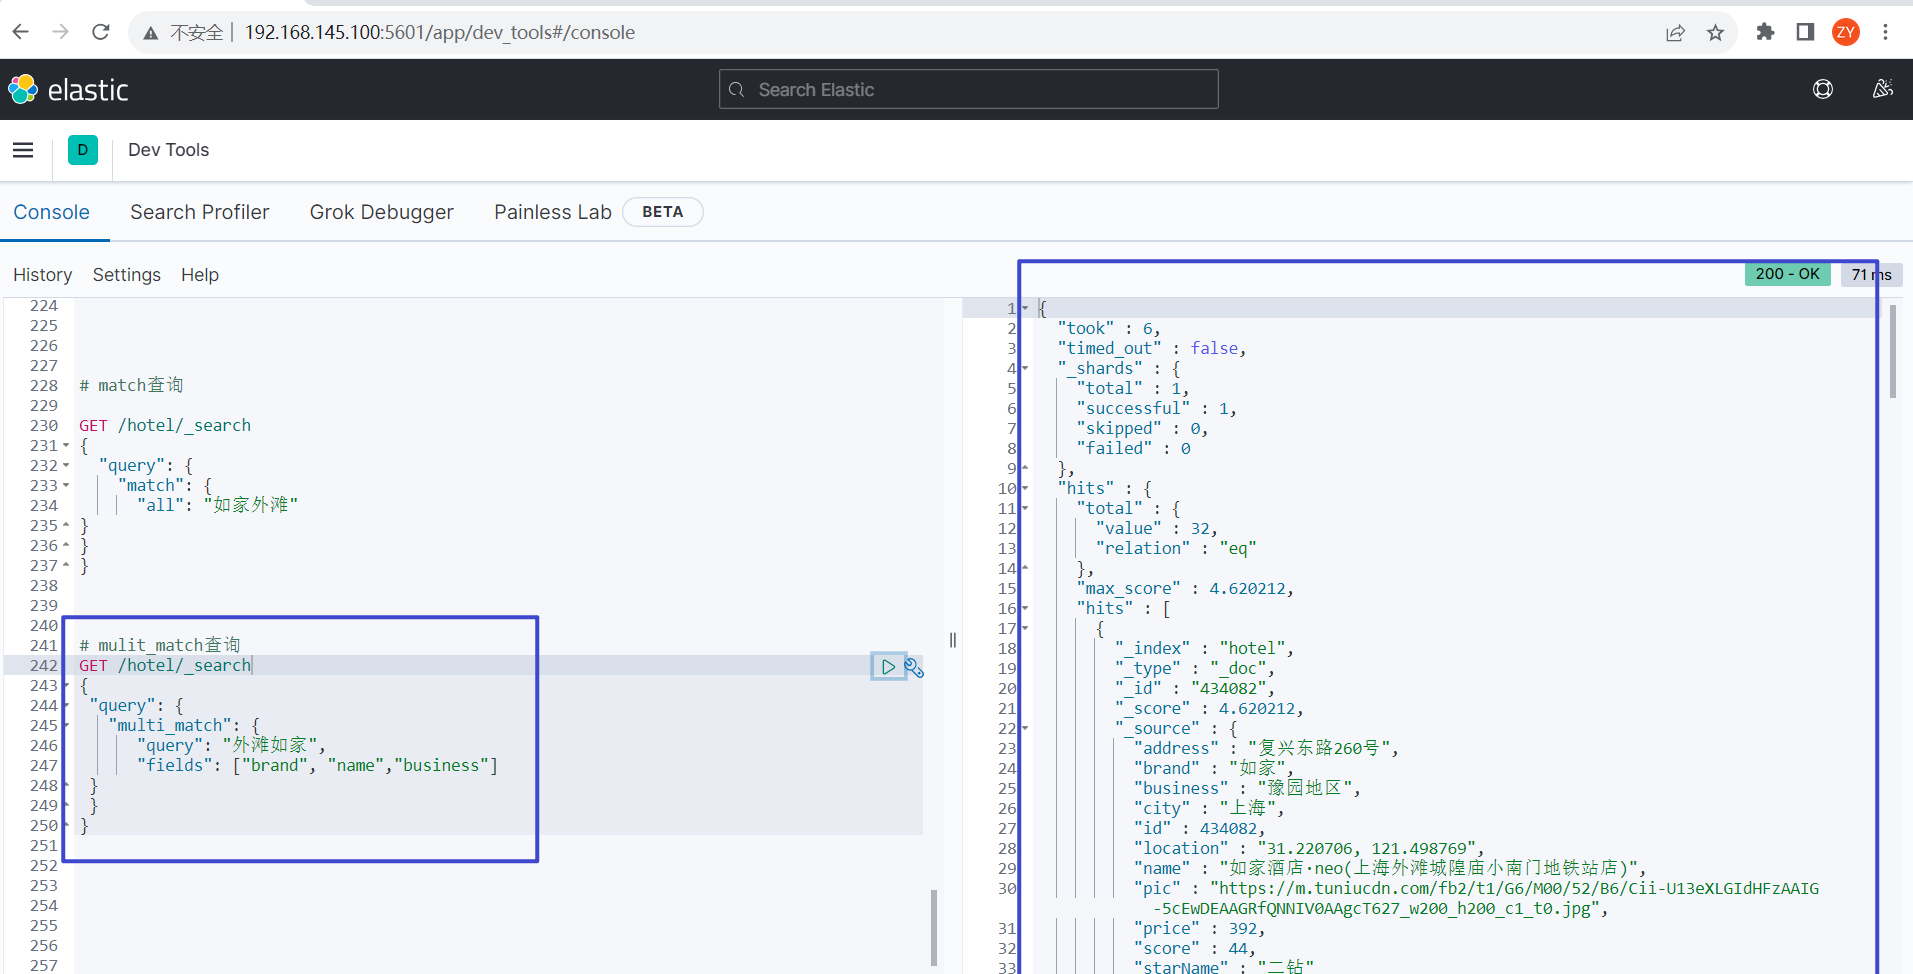 不安全 192.168.145.100:5601/app/dev_tools#/console
ZY
elastic
Search Elastic
D
Dev Tools
Console Search Profiler Grok Debugger Painless Lab BETA
History Settings Help
200 - OK 71 ms
224
225
226
227
228 # match查询
229
230 GET /hotel/_search
231 {
232 "query": {
233 "match": {
234 "all": "如家外滩"
235 }
236 }
237 }
238
239
240
241 # mulit_match查询
242 GET /hotel/_search
243 {
244 "query": {
245 "multi_match": {
246 "query": "外滩如家",
247 "fields": ["brand", "name","business"]
248 }
249 }
250 }
251
252
253
254
255
256
257
1 {
2 "took" : 6,
3 "timed_out" : false,
4 "_shards" : {
5 "total" : 1,
6 "successful" : 1,
7 "skipped" : 0,
8 "failed" : 0
9 },
10 "hits" : {
11 "total" : {
12 "value" : 32,
13 "relation" : "eq"
14 },
15 "max_score" : 4.620212,
16 "hits" : [
17 {
18 "_index" : "hotel",
19 "_type" : "_doc",
20 "_id" : "434082",
21 "_score" : 4.620212,
22 "_source" : {
23 "address" : "复兴东路260号",
24 "brand" : "如家",
25 "business" : "豫园地区",
26 "city" : "上海",
27 "id" : 434082,
28 "location" : "31.220706, 121.498769",
29 "name" : "如家酒店·neo(上海外滩城隍庙小南门地铁站店)",
30 "pic" : "https://m.tuniucdn.com/fb2/t1/G6/M00/52/B6/Cii-U13eXLGIdHFzAAIG
-5cEwDEAAGRfQNNIV0AAgcT627_w200_h200_c1_t0.jpg",
31 "price" : 392,
32 "score" : 44,
33 "starName" : "二钻"